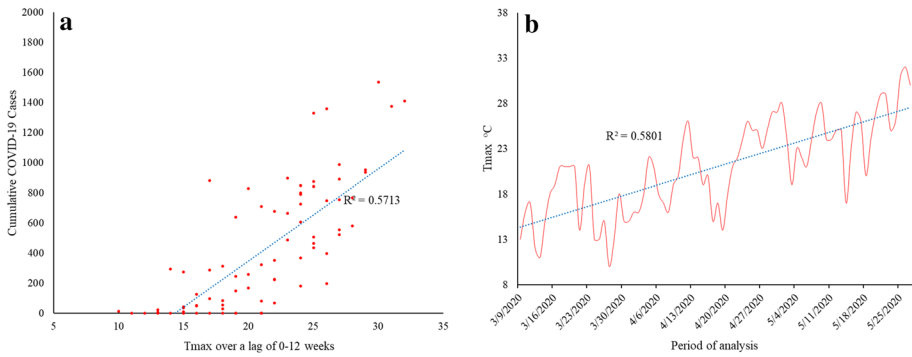 a
2000
1800
1600
1400
1200
1000
800
600
400
200
0
Cumulative COVID-19 Cases
R² = 0.5713
5 10 15 20 25 30 35
Tmax over a lag of 0-12 weeks
b
38
33
28
23
18
13
8
Tmax °C
R² = 0.5801
3/9/2020 3/16/2020 3/23/2020 3/30/2020 4/6/2020 4/13/2020 4/20/2020 4/27/2020 5/4/2020 5/11/2020 5/18/2020 5/25/2020
Period of analysis